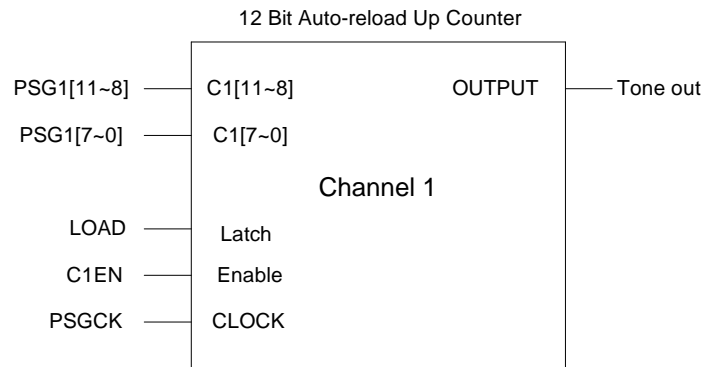 12 Bit Auto-reload Up Counter
PSG1[11~8] C1[11~8] OUTPUT Tone out
PSG1[7~0] C1[7~0]
Channel 1
LOAD Latch
C1EN Enable
PSGCK CLOCK